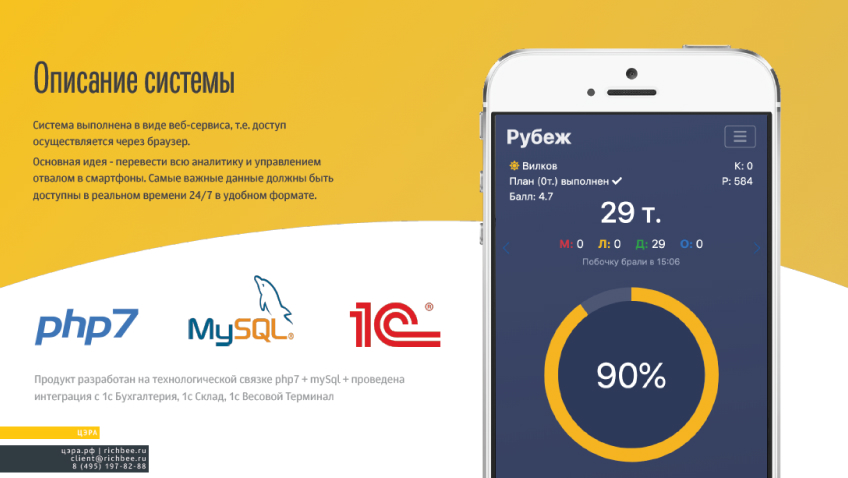 Описание системы
Система выполнена в виде веб-сервиса, т.е. доступ
осуществляется через браузер.
Основная идея - перевести всю аналитику и управлением
отвалом в смартфоны. Самые важные данные должны быть
доступны в реальном времени 24/7 в удобном формате.
php7
MySQL®
1С®
Продукт разработан на технологической связке php7 + mySql + проведена
интеграция с 1с Бухгалтерия, 1с Склад, 1с Весовой Терминал
ЦЭРА
цэра.рф | richbee.ru
client@richbee.ru
8 (495) 197-82-88
Рубеж
Вилков К: 0
План (0т.) выполнен Р: 584
Балл: 4.7
29 т.
М: 0 Л: 0 Д: 29 О: 0
Побочку брали в 15:06
90%